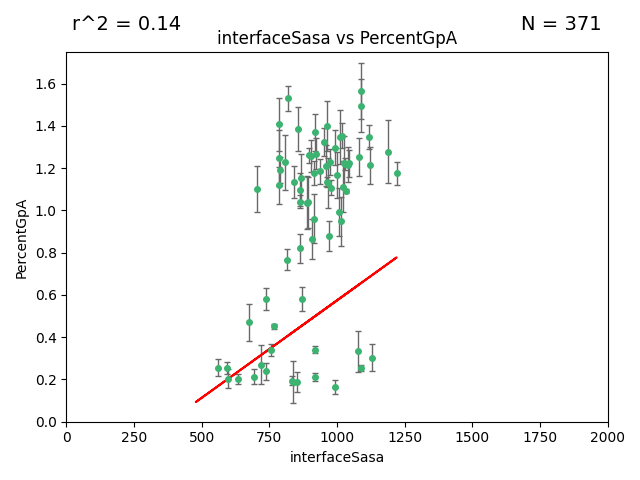 r^2 = 0.14
N = 371
interfaceSasa vs PercentGpA
PercentGpA
1.6
1.4
1.2
1.0
0.8
0.6
0.4
0.2
0.0
0 250 500 750 1000 1250 1500 1750 2000
interfaceSasa